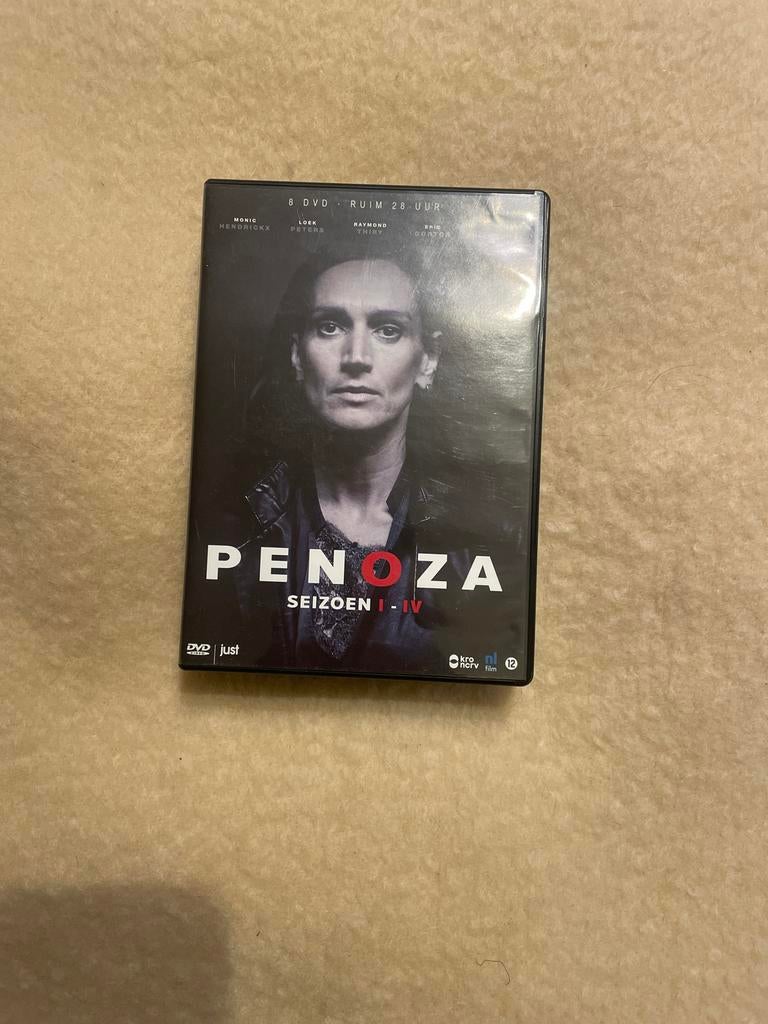 8 DVD · RUIM 28 UUR
MONIC HENDRICKX
LOEK PETERS
RAYMOND THIRY
ERIC CORTON
PENOZA
SEIZOEN I - IV
DVD VIDEO
just
kro ncrv
nl film
12